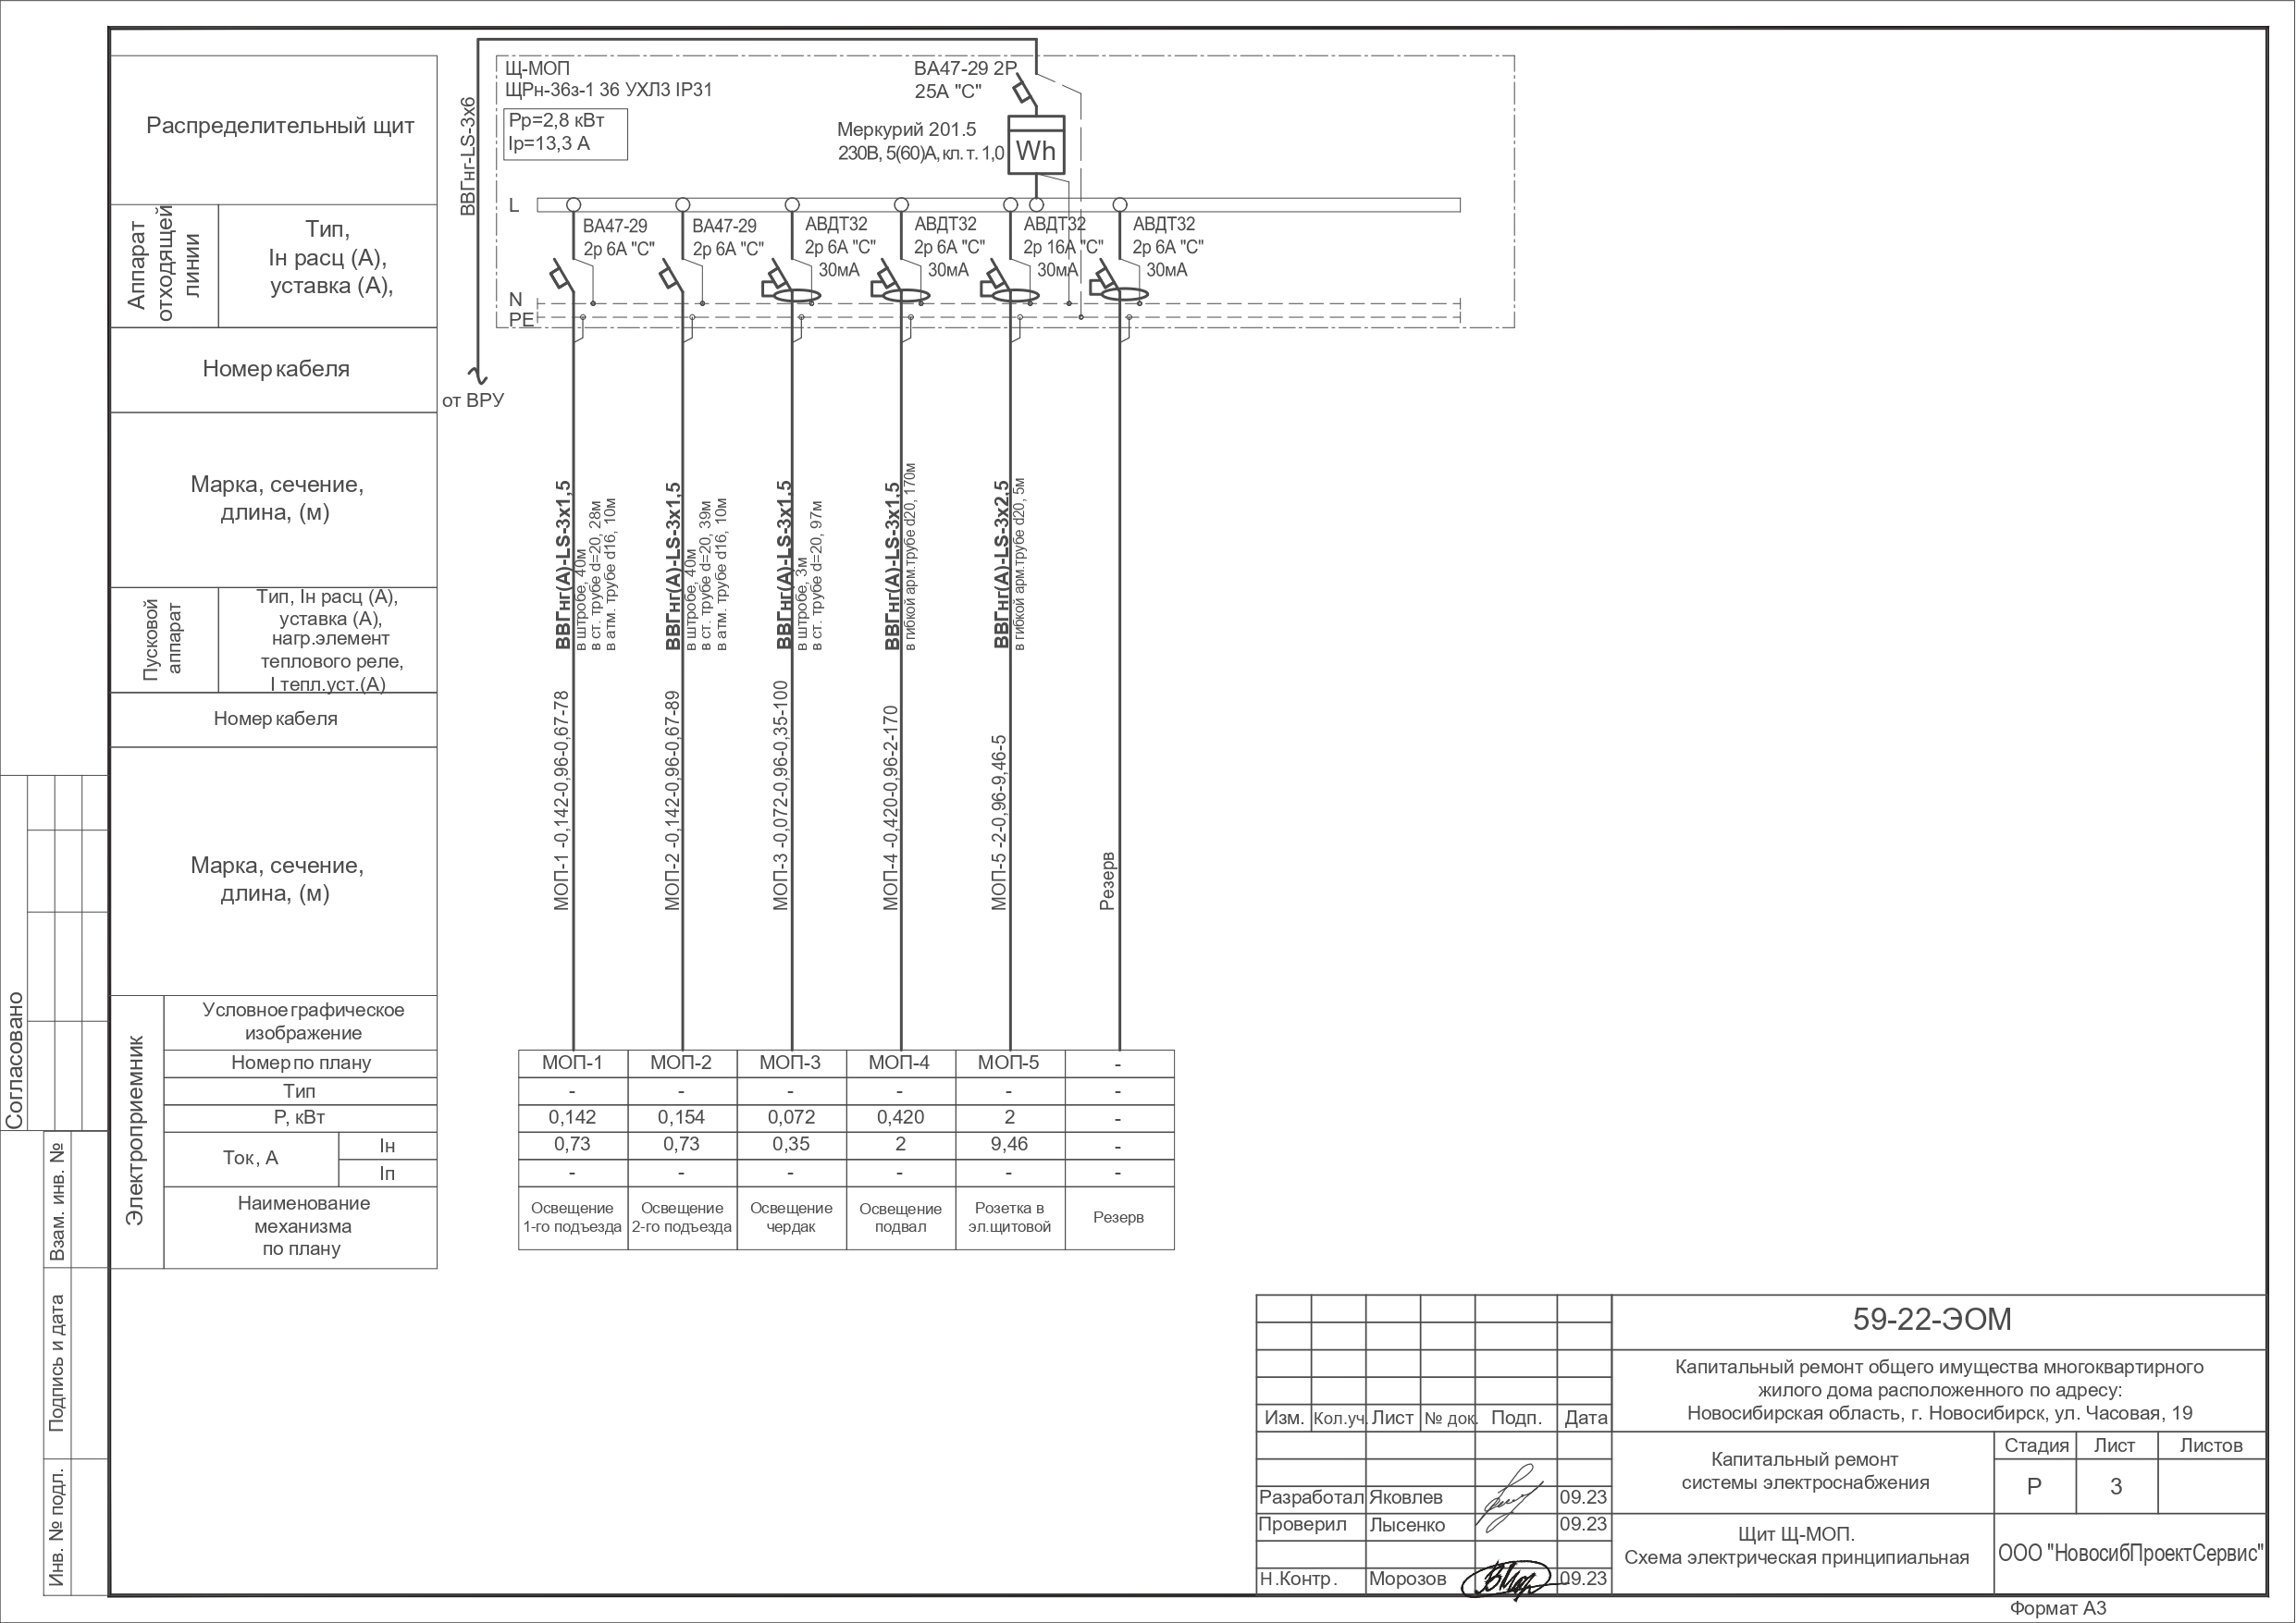 Распределительный щит
Аппарат
отходящей
линии
Тип,
Iн расц (А),
уставка (А),
Номер кабеля
Марка, сечение,
длина, (м)
Пусковой
аппарат
Тип, Iн расц (А),
уставка (А),
нагр.элемент
теплового реле,
I тепл.уст.(А)
Номер кабеля
Марка, сечение,
длина, (м)
Электроприемник
Условное графическое
изображение
Номер по плану
Тип
Р, кВт
Ток, А
Iн
Iп
Наименование
механизма
по плану
ВВГнг-LS-3х6
от ВРУ
Щ-МОП
ЩРн-36з-1 36 УХЛ3 IP31
Рр=2,8 кВт
Iр=13,3 А
ВА47-29 2Р
25А "С"
Меркурий 201.5
230В, 5(60)А, кл. т. 1,0
Wh
L
ВА47-29
2р 6А "С"
ВА47-29
2р 6А "С"
АВДТ32
2р 6А "С"
30мА
АВДТ32
2р 6А "С"
30мА
АВДТ32
2р 16А "С"
30мА
АВДТ32
2р 6А "С"
30мА
N
PE
ВВГнг(А)-LS-3х1,5
в штробе, 40м
в ст. трубе d=20, 28м
в атм. трубе d16, 10м
ВВГнг(А)-LS-3х1,5
в штробе, 40м
в ст. трубе d=20, 39м
в атм. трубе d16, 10м
ВВГнг(А)-LS-3х1,5
в штробе, 3м
в ст. трубе d=20, 97м
ВВГнг(А)-LS-3х1,5
в гибкой арм.трубе d20, 170м
ВВГнг(А)-LS-3х2,5
в гибкой арм.трубе d20, 5м
МОП-1 -0,142-0,96-0,67-78
МОП-2 -0,142-0,96-0,67-89
МОП-3 -0,072-0,96-0,35-100
МОП-4 -0,420-0,96-2-170
МОП-5 -2-0,96-9,46-5
Резерв
МОП-1 МОП-2 МОП-3 МОП-4 МОП-5 -
- - - - - -
0,142 0,154 0,072 0,420 2 -
0,73 0,73 0,35 2 9,46 -
- - - - - -
Освещение
1-го подъезда
Освещение
2-го подъезда
Освещение
чердак
Освещение
подвал
Розетка в
эл.щитовой
Резерв
Согласовано
Взам. инв. №
Подпись и дата
Инв. № подл.
59-22-ЭОМ
Капитальный ремонт общего имущества многоквартирного
жилого дома расположенного по адресу:
Новосибирская область, г. Новосибирск, ул. Часовая, 19
Изм. Кол.уч. Лист № док. Подп. Дата
Капитальный ремонт
системы электроснабжения
Стадия Лист Листов
Р 3
Разработал Яковлев 09.23
Проверил Лысенко 09.23
Н.Контр. Морозов 09.23
Щит Щ-МОП.
Схема электрическая принципиальная
ООО "НовосибПроектСервис"
Формат А3